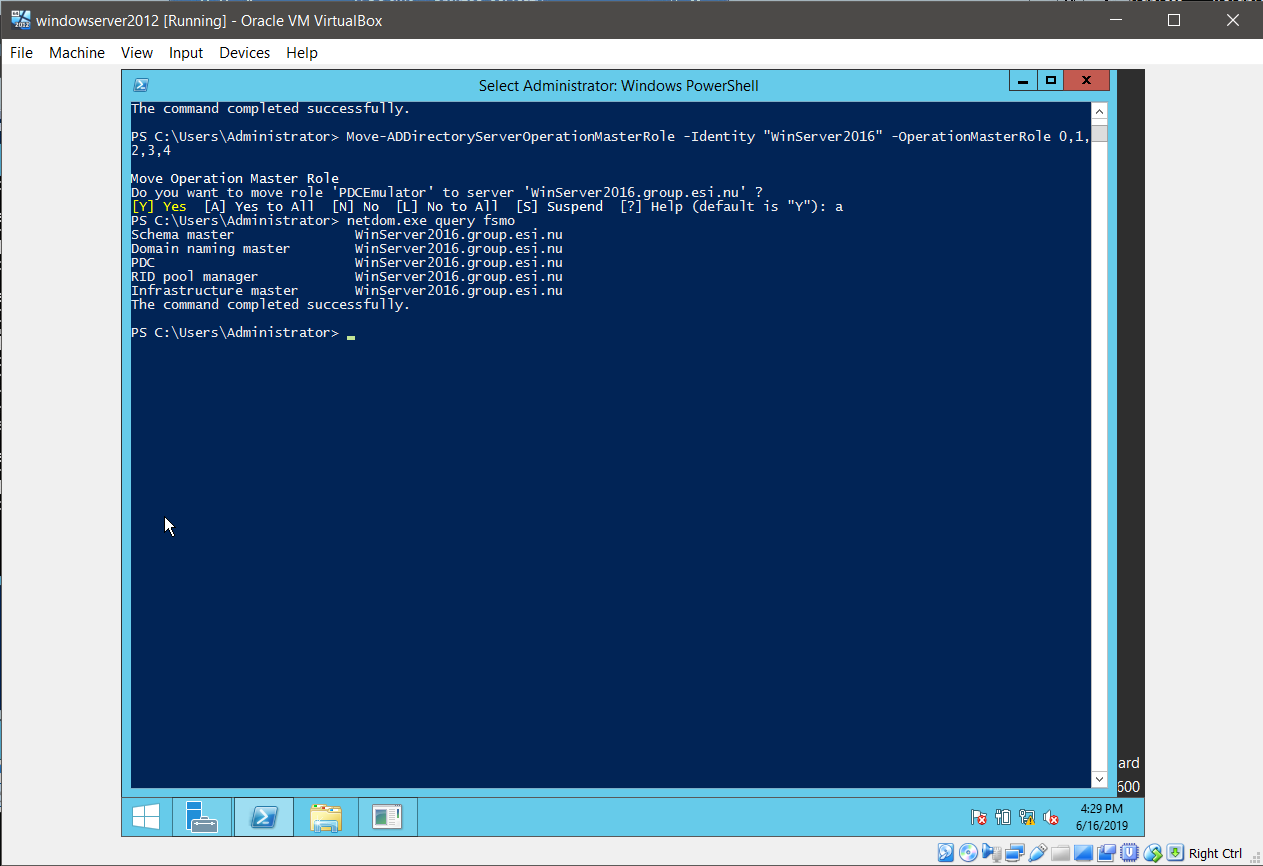 windowserver2012 [Running] - Oracle VM VirtualBox
File Machine View Input Devices Help
Select Administrator: Windows PowerShell
The command completed successfully.
PS C:\Users\Administrator> Move-ADDirectoryServerOperationMasterRole -Identity "WinServer2016" -OperationMasterRole 0,1,
2,3,4
Move Operation Master Role
Do you want to move role 'PDCEmulator' to server 'WinServer2016.group.esi.nu' ?
[Y] Yes  [A] Yes to All  [N] No  [L] No to All  [S] Suspend  [?] Help (default is "Y"): a
PS C:\Users\Administrator> netdom.exe query fsmo
Schema master               WinServer2016.group.esi.nu
Domain naming master        WinServer2016.group.esi.nu
PDC                         WinServer2016.group.esi.nu
RID pool manager            WinServer2016.group.esi.nu
Infrastructure master       WinServer2016.group.esi.nu
The command completed successfully.
PS C:\Users\Administrator>
ard
600
4:29 PM
6/16/2019
Right Ctrl